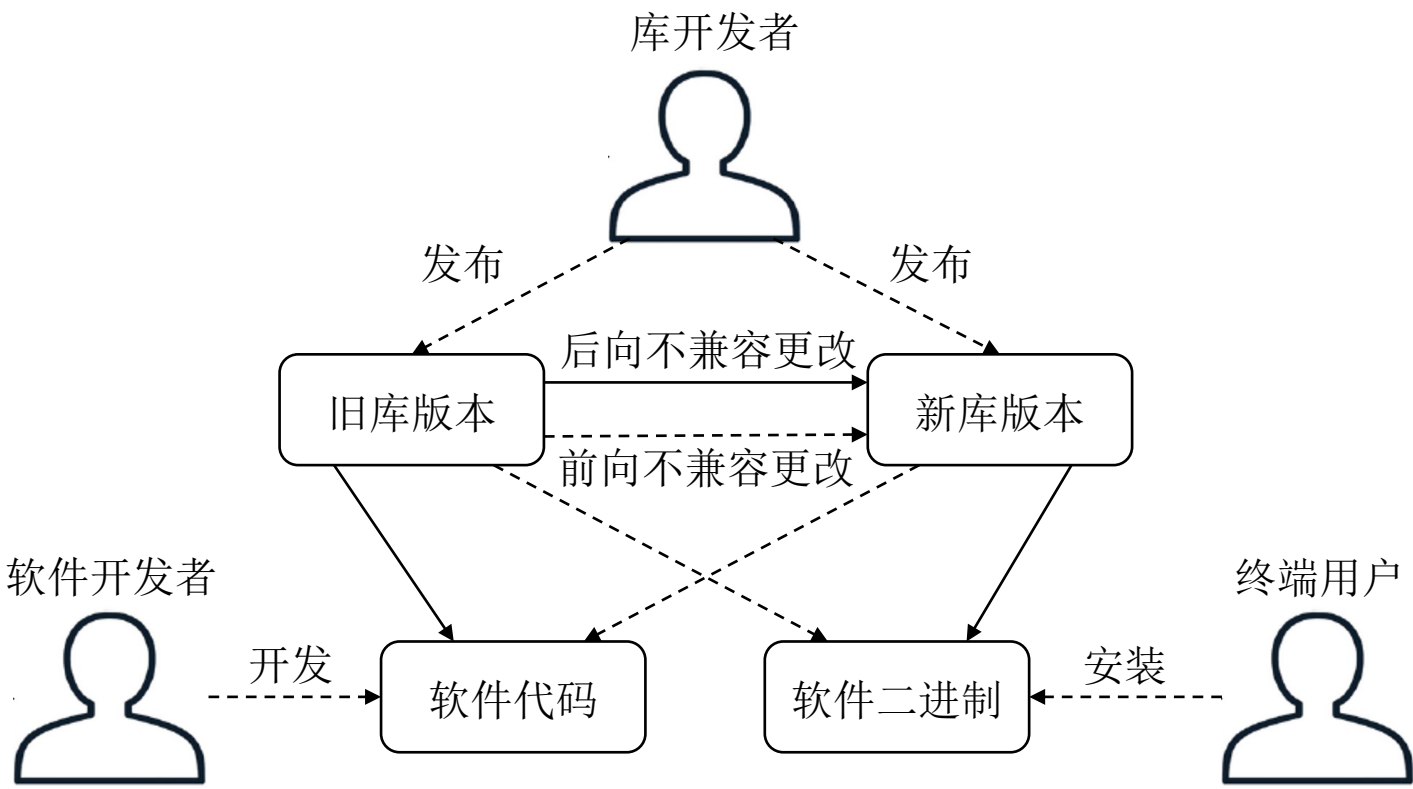 库开发者
发布
发布
后向不兼容更改
旧库版本
新库版本
前向不兼容更改
软件开发者
终端用户
开发
安装
软件代码
软件二进制